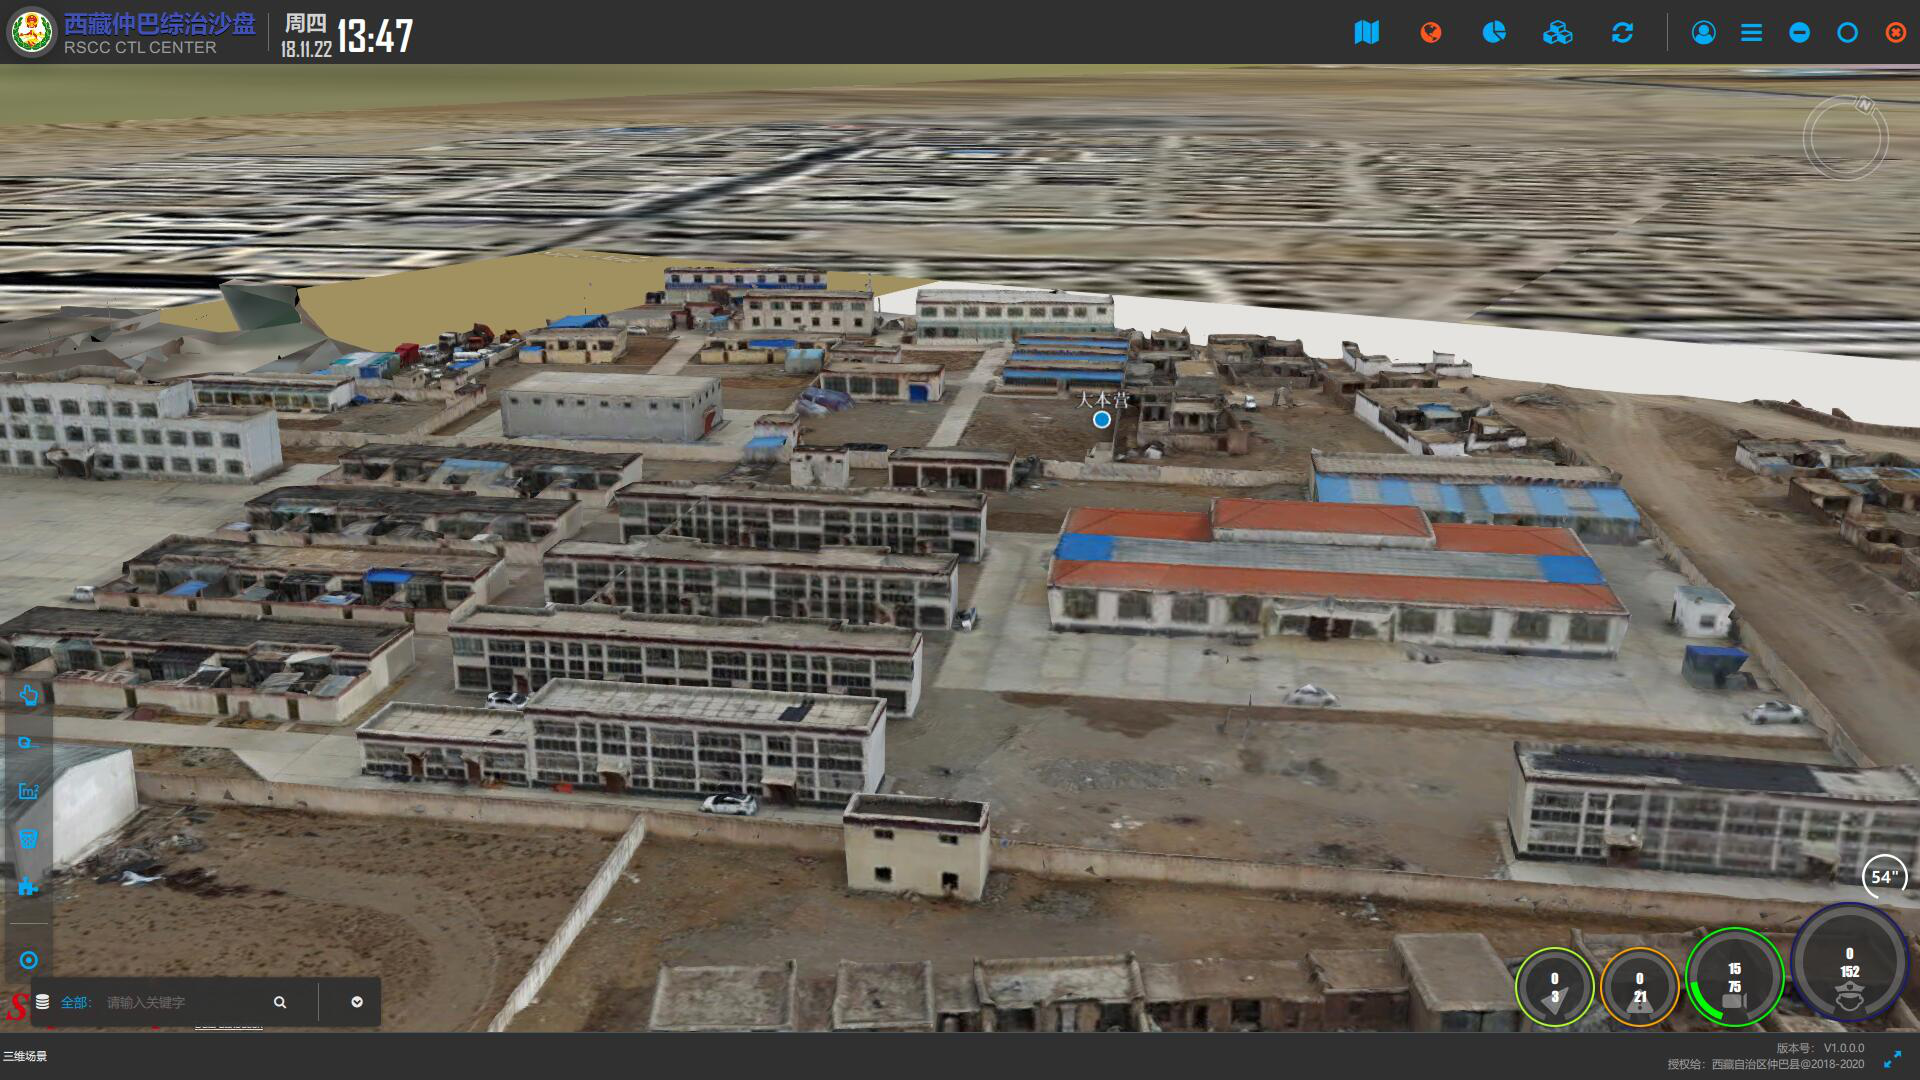 西藏仲巴综治沙盘
RSCC CTL CENTER
周四
18.11.22
13:47
N
大本营
m²
54"
0
3
0
21
15
75
0
152
S
全部:
请输入关键字
三维场景
版本号: V1.0.0.0
授权给: 西藏自治区仲巴县@2018-2020